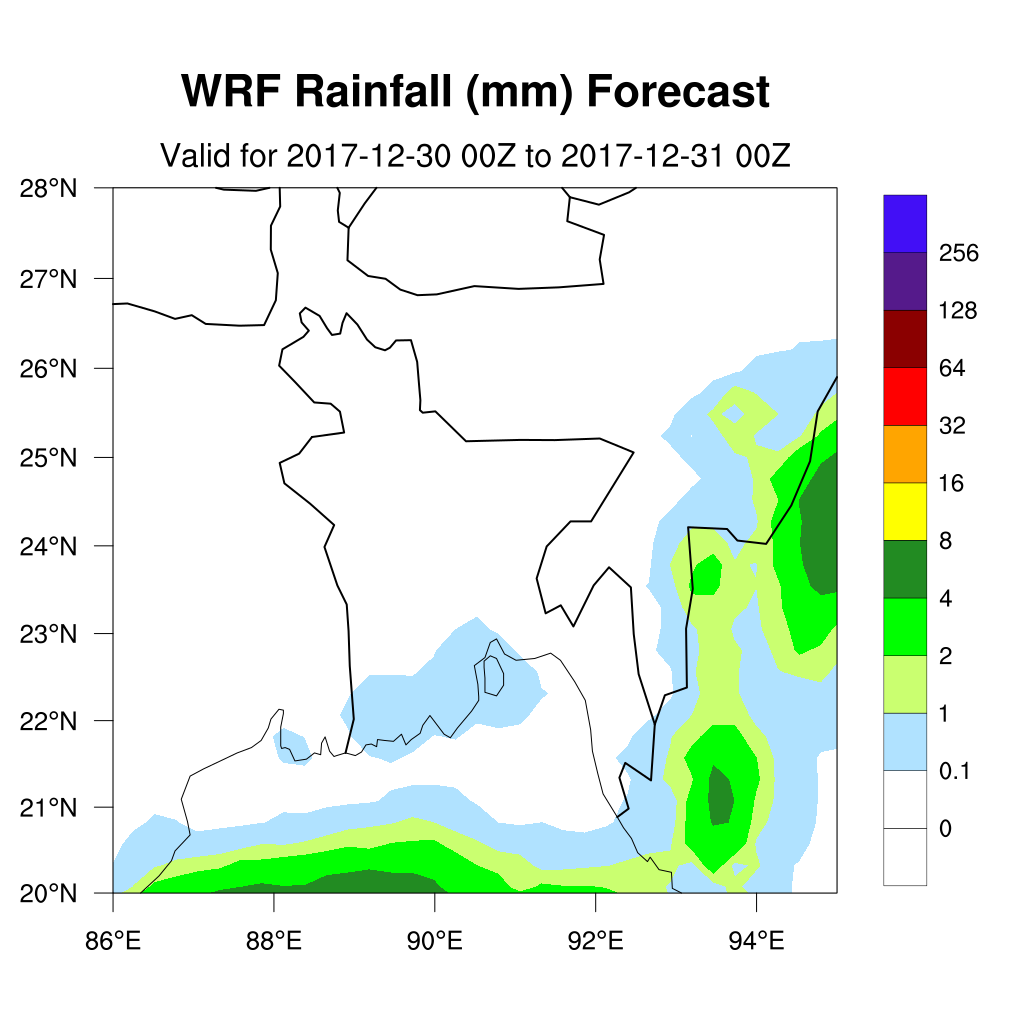 WRF Rainfall (mm) Forecast
Valid for 2017-12-30 00Z to 2017-12-31 00Z
28°N
27°N
26°N
25°N
24°N
23°N
22°N
21°N
20°N
86°E 88°E 90°E 92°E 94°E
256
128
64
32
16
8
4
2
1
0.1
0